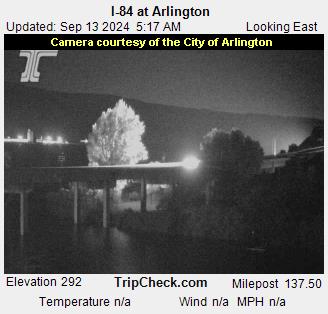 I-84 at Arlington
Updated: Sep 13 2024 5:17 AM Looking East
Camera courtesy of the City of Arlington
Elevation 292 TripCheck.com Milepost 137.50
Temperature n/a Wind n/a MPH n/a